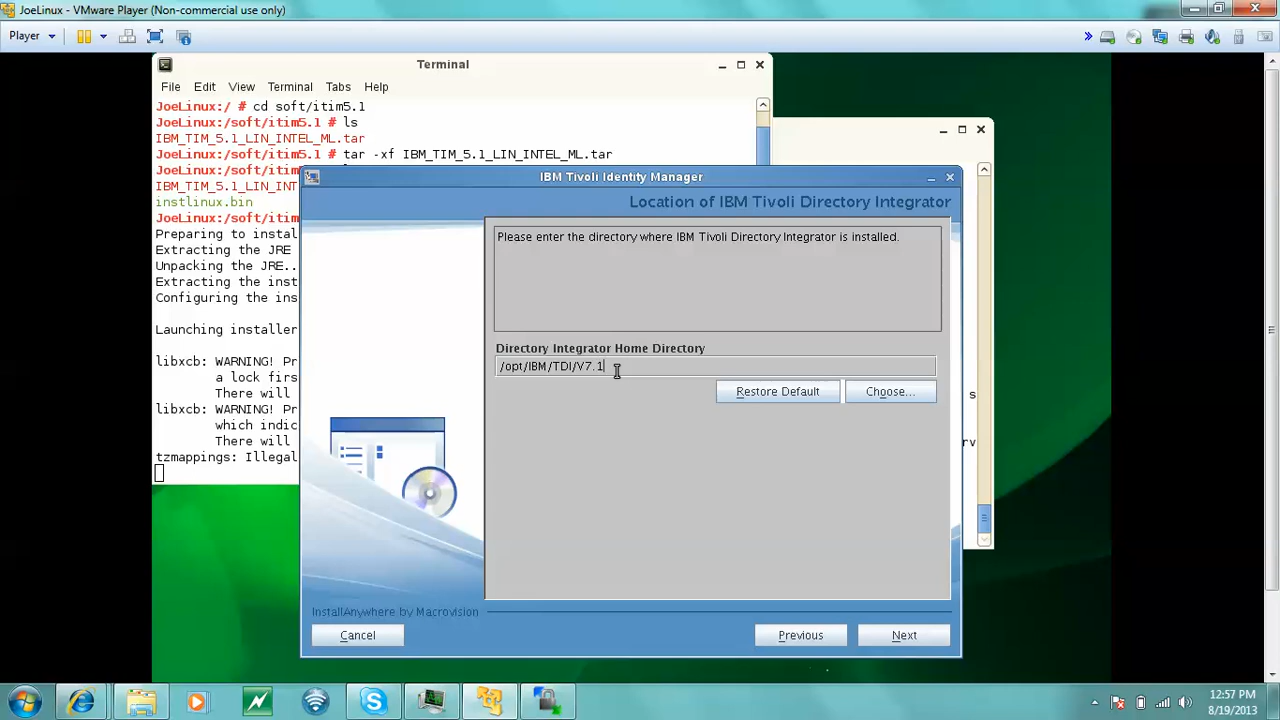 JoeLinux - VMware Player (Non-commercial use only)
Player
Terminal
File Edit View Terminal Tabs Help
JoeLinux:/ # cd soft/itim5.1
JoeLinux:/soft/itim5.1 # ls
IBM_TIM_5.1_LIN_INTEL_ML.tar
JoeLinux:/soft/itim5.1 # tar -xf IBM_TIM_5.1_LIN_INTEL_ML.tar
JoeLinux:/soft/itim
IBM_TIM_5.1_LIN_INT
instlinux.bin
JoeLinux:/soft/itim
Preparing to instal
Extracting the JRE
Unpacking the JRE..
Extracting the inst
Configuring the ins
Launching installer
libxcb: WARNING! Pr
a lock firs
There will
libxcb: WARNING! Pr
which indic
There will
tzmappings: Illegal
s
rv
IBM Tivoli Identity Manager
Location of IBM Tivoli Directory Integrator
Please enter the directory where IBM Tivoli Directory Integrator is installed.
Directory Integrator Home Directory
/opt/IBM/TDI/V7.1
Restore Default Choose...
InstallAnywhere by Macrovision
Cancel Previous Next
12:57 PM
8/19/2013